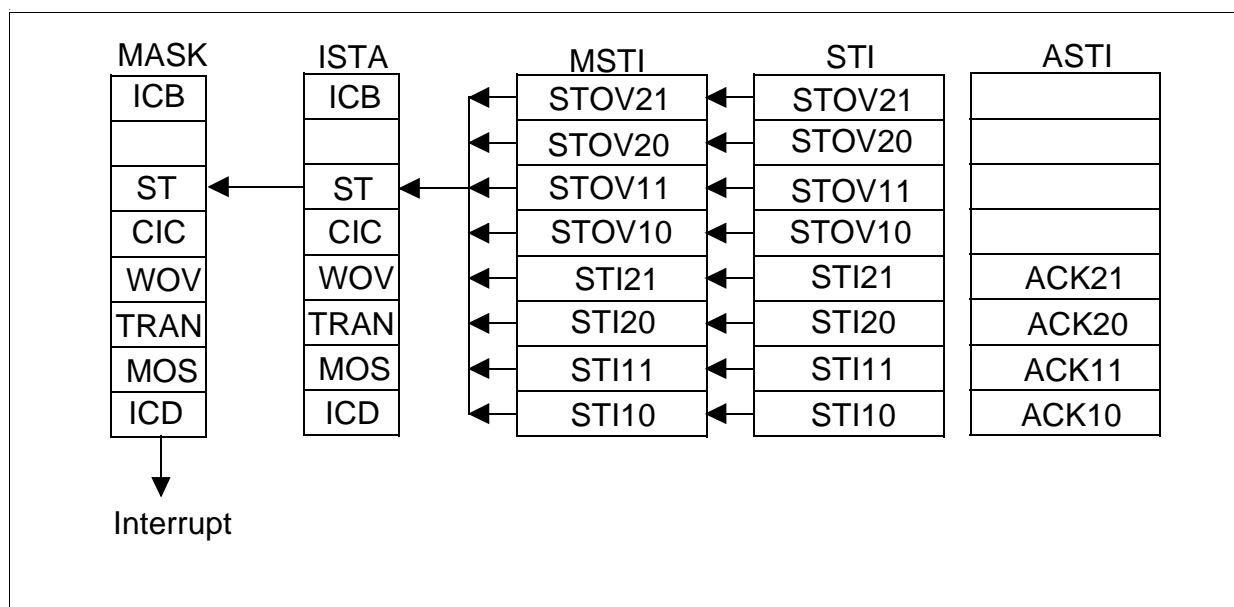 MASK ISTA MSTI STI ASTI
ICB ICB STOV21 STOV21
STOV20 STOV20
ST ST STOV11 STOV11
CIC CIC STOV10 STOV10
WOV WOV STI21 STI21 ACK21
TRAN TRAN STI20 STI20 ACK20
MOS MOS STI11 STI11 ACK11
ICD ICD STI10 STI10 ACK10
Interrupt